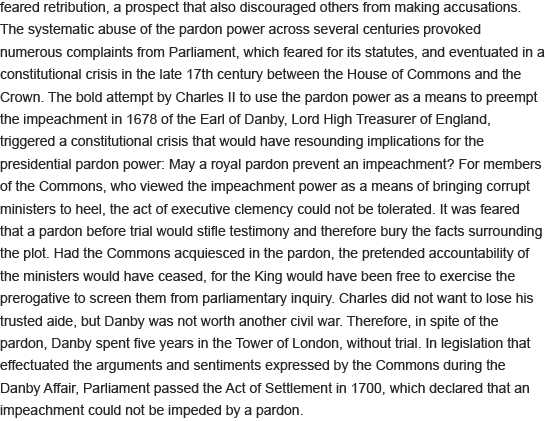 feared retribution, a prospect that also discouraged others from making accusations.
The systematic abuse of the pardon power across several centuries provoked
numerous complaints from Parliament, which feared for its statutes, and eventuated in a
constitutional crisis in the late 17th century between the House of Commons and the
Crown. The bold attempt by Charles II to use the pardon power as a means to preempt
the impeachment in 1678 of the Earl of Danby, Lord High Treasurer of England,
triggered a constitutional crisis that would have resounding implications for the
presidential pardon power: May a royal pardon prevent an impeachment? For members
of the Commons, who viewed the impeachment power as a means of bringing corrupt
ministers to heel, the act of executive clemency could not be tolerated. It was feared
that a pardon before trial would stifle testimony and therefore bury the facts surrounding
the plot. Had the Commons acquiesced in the pardon, the pretended accountability of
the ministers would have ceased, for the King would have been free to exercise the
prerogative to screen them from parliamentary inquiry. Charles did not want to lose his
trusted aide, but Danby was not worth another civil war. Therefore, in spite of the
pardon, Danby spent five years in the Tower of London, without trial. In legislation that
effectuated the arguments and sentiments expressed by the Commons during the
Danby Affair, Parliament passed the Act of Settlement in 1700, which declared that an
impeachment could not be impeded by a pardon.